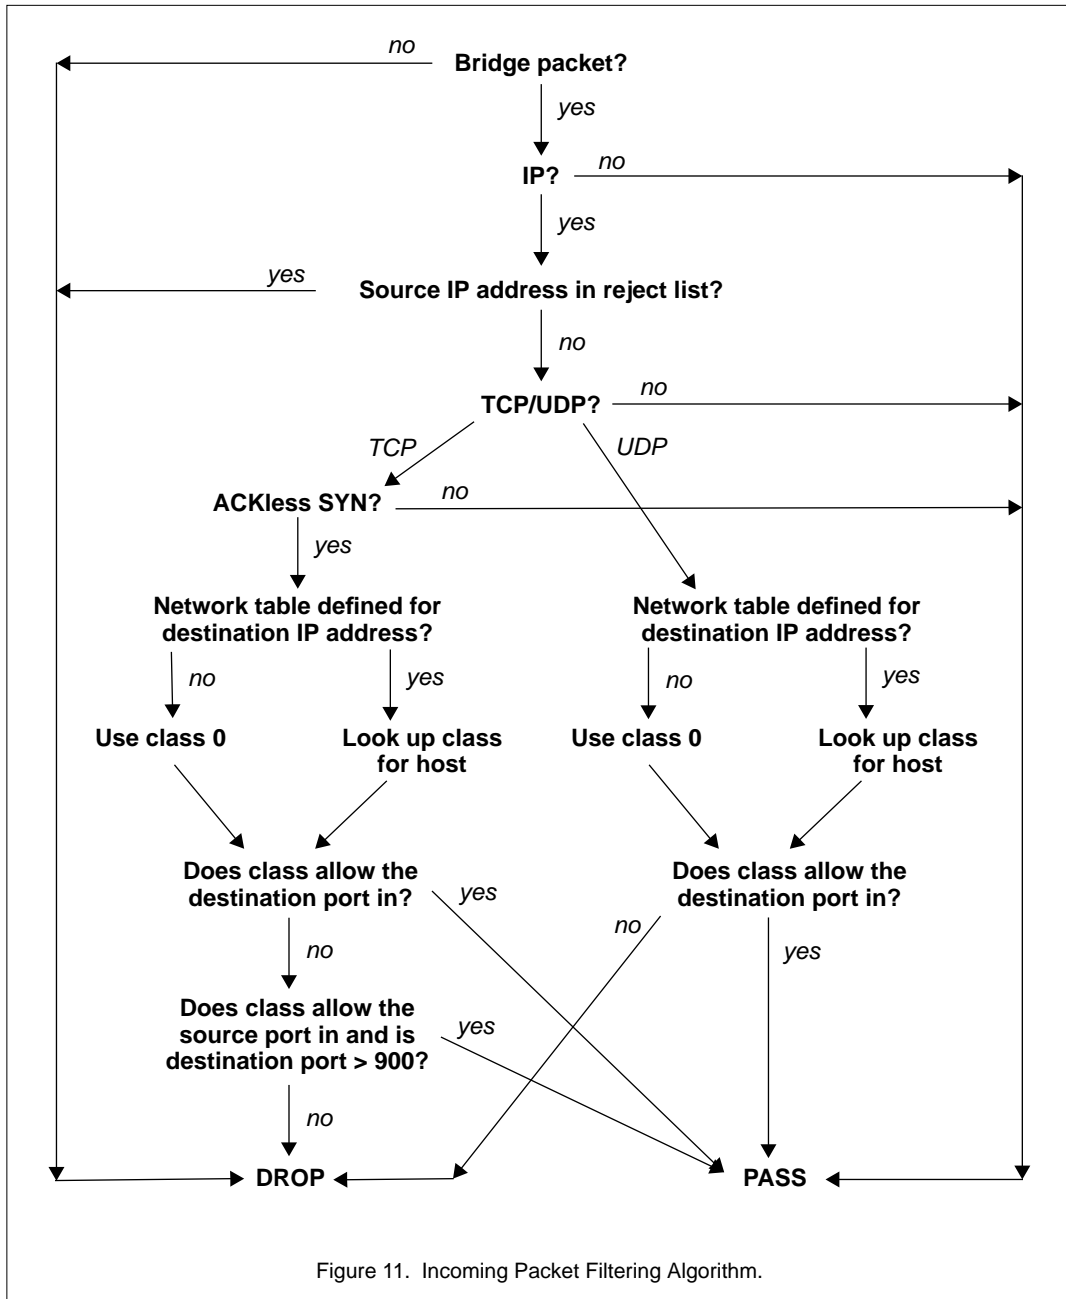 no
Bridge packet?
yes
IP?
no
yes
yes
Source IP address in reject list?
no
TCP/UDP?
no
TCP
UDP
ACKless SYN?
no
yes
Network table defined for
destination IP address?
Network table defined for
destination IP address?
no
yes
no
yes
Use class 0
Look up class
for host
Use class 0
Look up class
for host
Does class allow the
destination port in?
yes
Does class allow the
destination port in?
no
no
yes
Does class allow the
source port in and is
destination port > 900?
yes
no
DROP
PASS
Figure 11. Incoming Packet Filtering Algorithm.